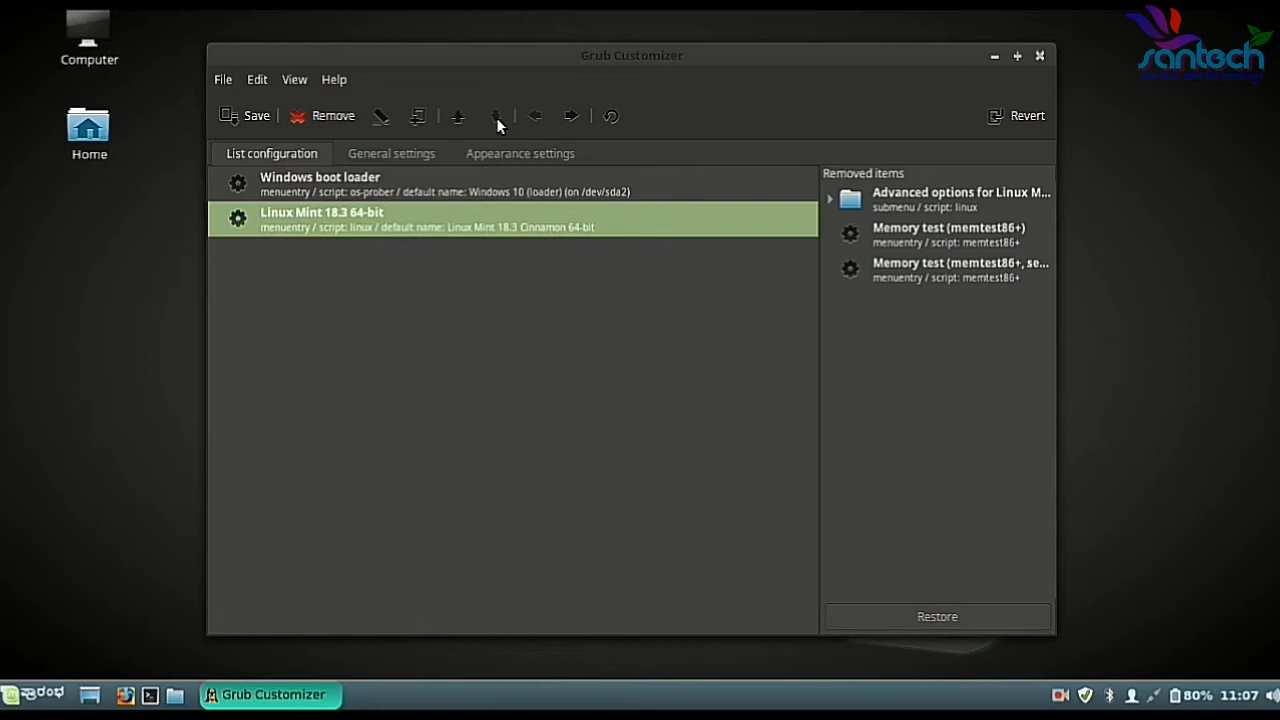 Computer
Home
santech
Grub Customizer
File Edit View Help
Save Remove Revert
List configuration General settings Appearance settings
Windows boot loader
menuentry / script: os-prober / default name: Windows 10 (loader) (on /dev/sda2)
Linux Mint 18.3 64-bit
menuentry / script: linux / default name: Linux Mint 18.3 Cinnamon 64-bit
Removed items
Advanced options for Linux M...
submenu / script: linux
Memory test (memtest86+)
menuentry / script: memtest86+
Memory test (memtest86+, se...
menuentry / script: memtest86+
Restore
ಪ್ರಾರಂಭ Grub Customizer 80% 11:07